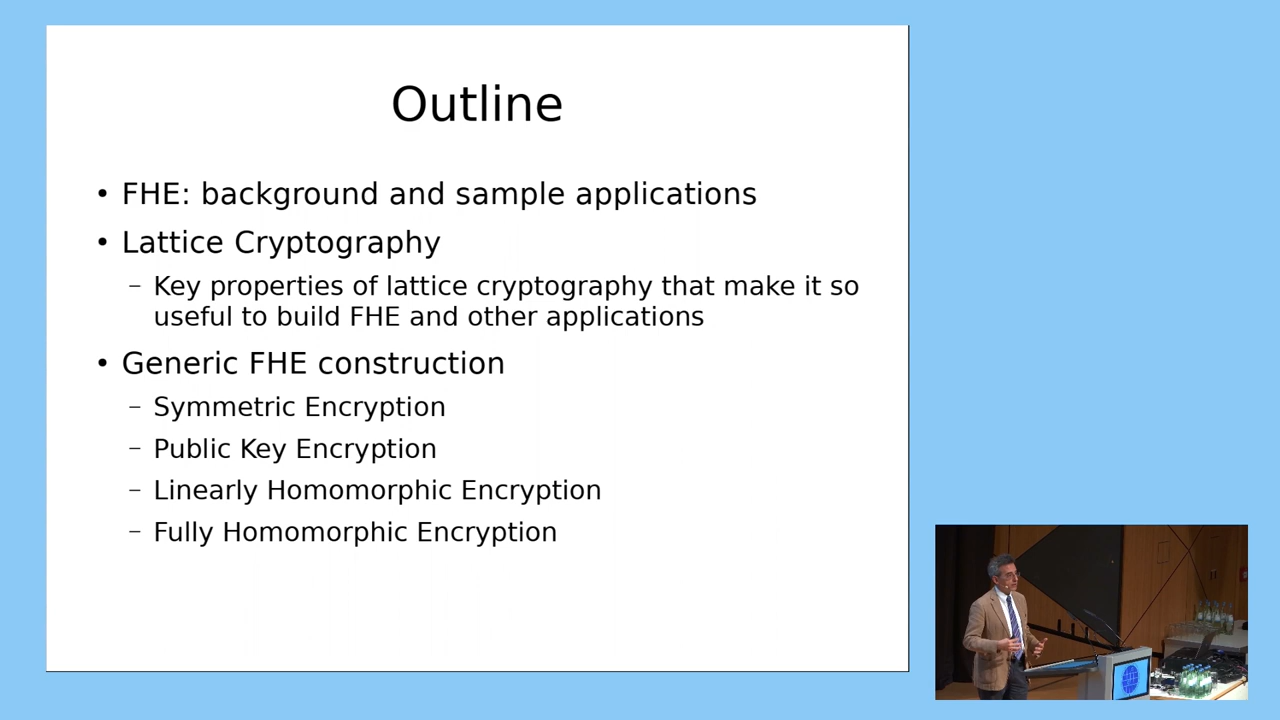 Outline
• FHE: background and sample applications
• Lattice Cryptography
– Key properties of lattice cryptography that make it so
useful to build FHE and other applications
• Generic FHE construction
– Symmetric Encryption
– Public Key Encryption
– Linearly Homomorphic Encryption
– Fully Homomorphic Encryption